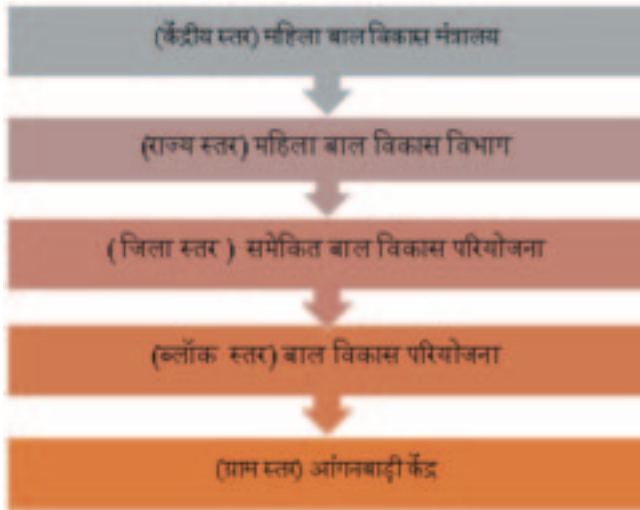 (केंद्रीय स्तर) महिला बाल विकास मंत्रालय
(राज्य स्तर) महिला बाल विकास विभाग
( जिला स्तर ) समेकित बाल विकास परियोजना
(ब्लॉक स्तर) बाल विकास परियोजना
(ग्राम स्तर) आंगनबाड़ी केंद्र